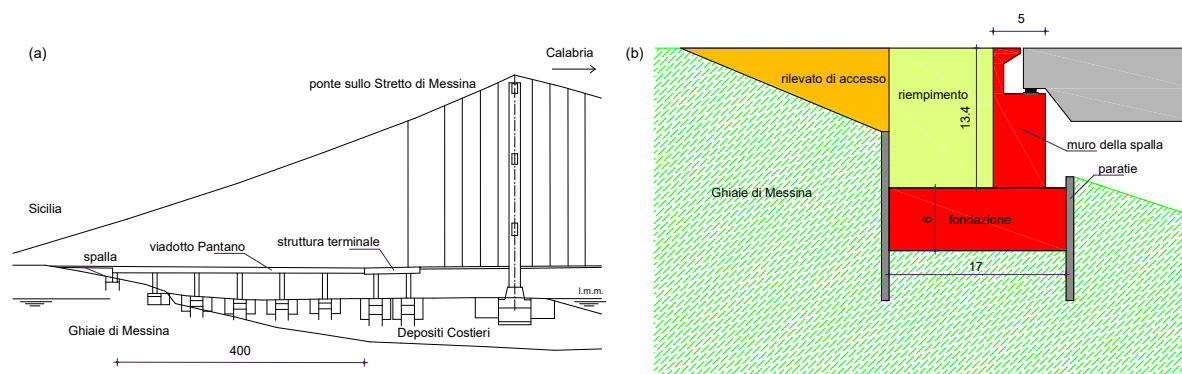 (a)
Calabria
ponte sullo Stretto di Messina
Sicilia
viadotto Pantano
struttura terminale
spalla
l.m.m.
Ghiaie di Messina
Depositi Costieri
400
(b)
5
rilevato di accesso
riempimento
13.4
muro della spalla
paratie
Ghiaie di Messina
6
fondazione
17